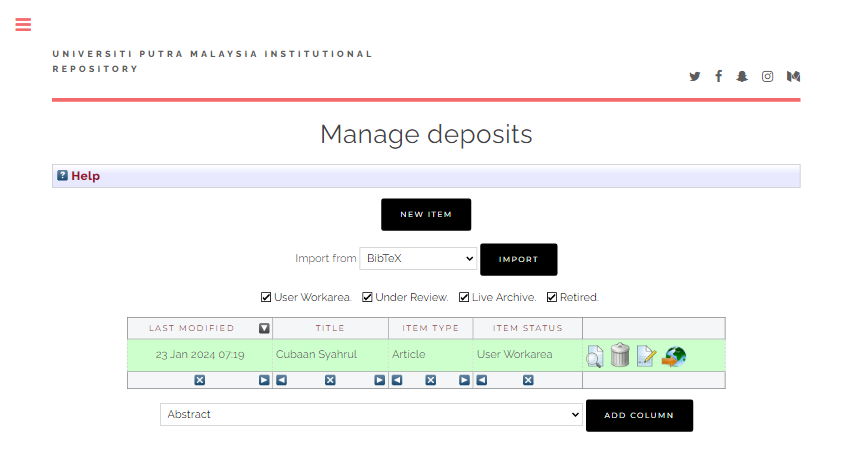 UNIVERSITI PUTRA MALAYSIA INSTITUTIONAL
REPOSITORY
Manage deposits
? Help
NEW ITEM
Import from BibTeX IMPORT
User Workarea. Under Review. Live Archive. Retired.
LAST MODIFIED TITLE ITEM TYPE ITEM STATUS
23 Jan 2024 07:19 Cubaan Syahrul Article User Workarea
Abstract ADD COLUMN